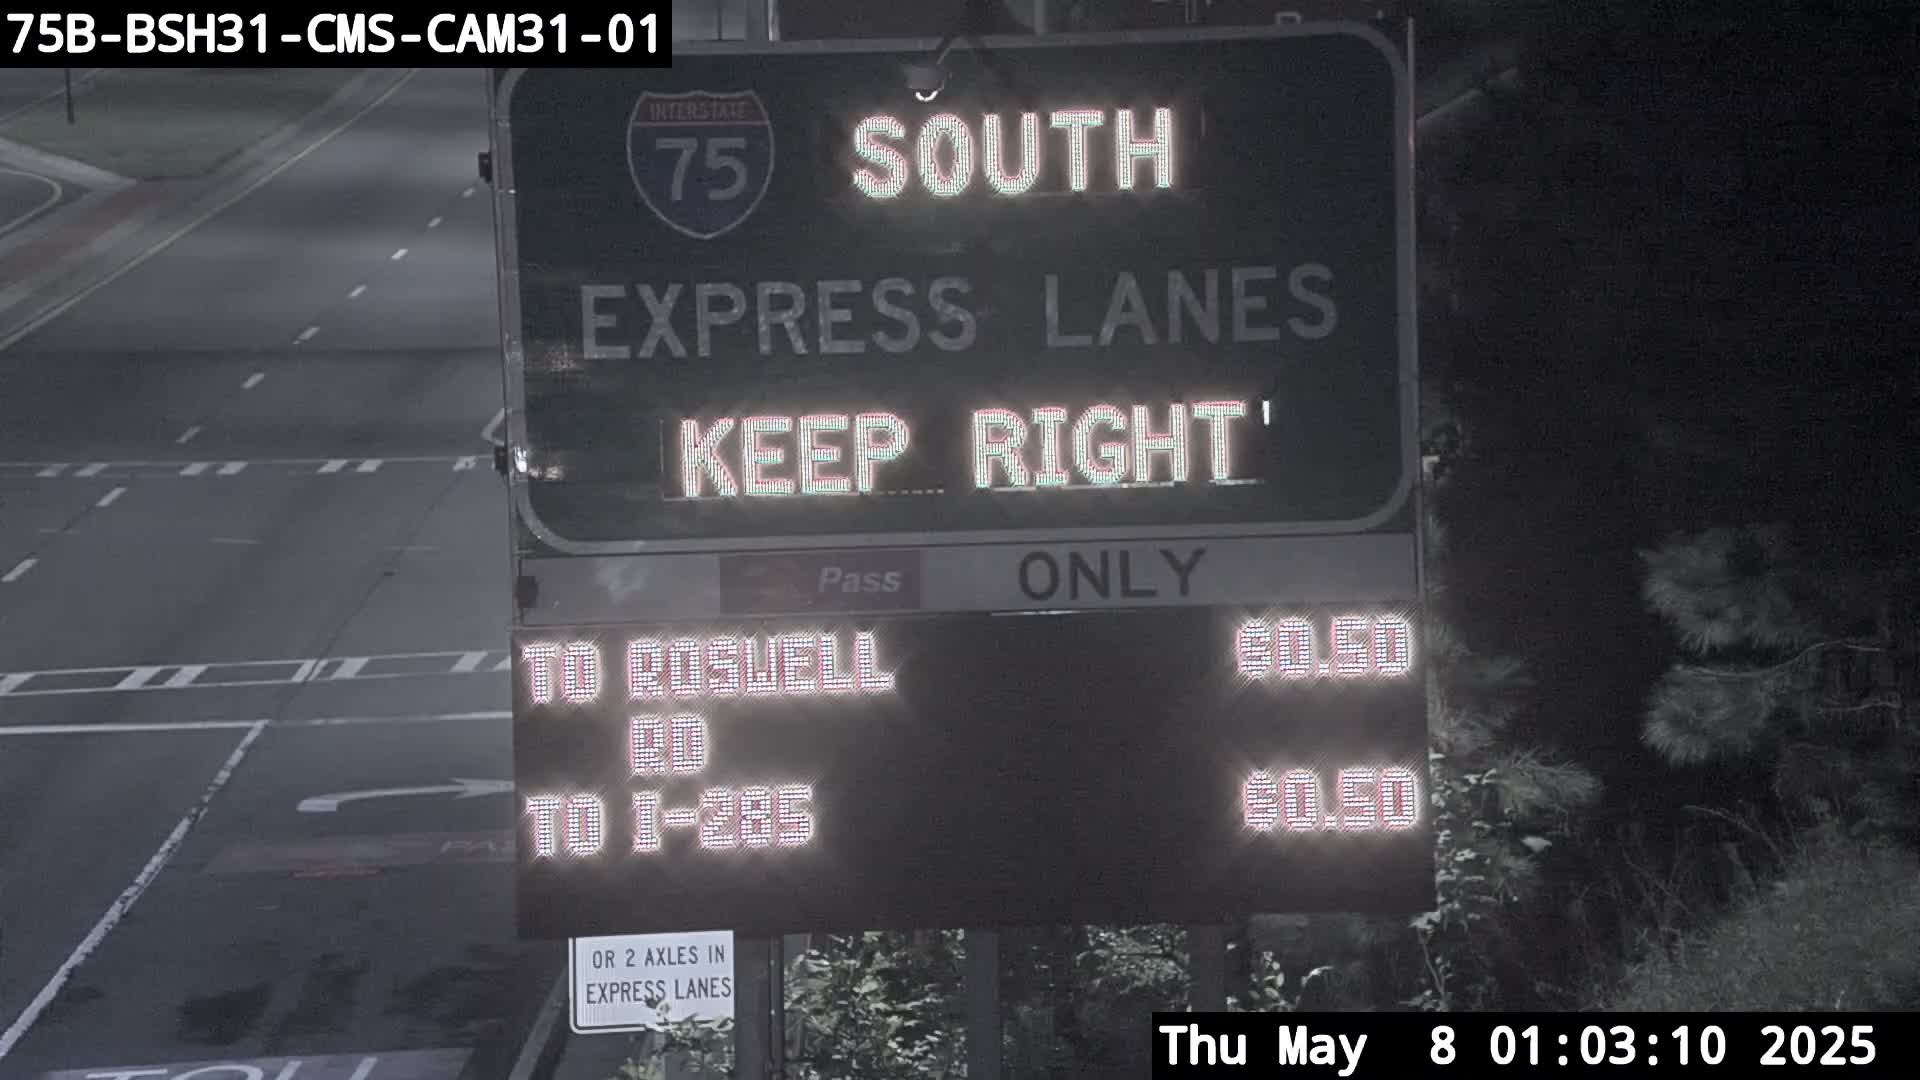 75B-BSH31-CMS-CAM31-01
INTERSTATE
75
SOUTH
EXPRESS LANES
KEEP RIGHT
Pass ONLY
TO ROSWELL $0.50
RD
TO I-285 $0.50
OR 2 AXLES IN
EXPRESS LANES
TOLL
Thu May 8 01:03:10 2025